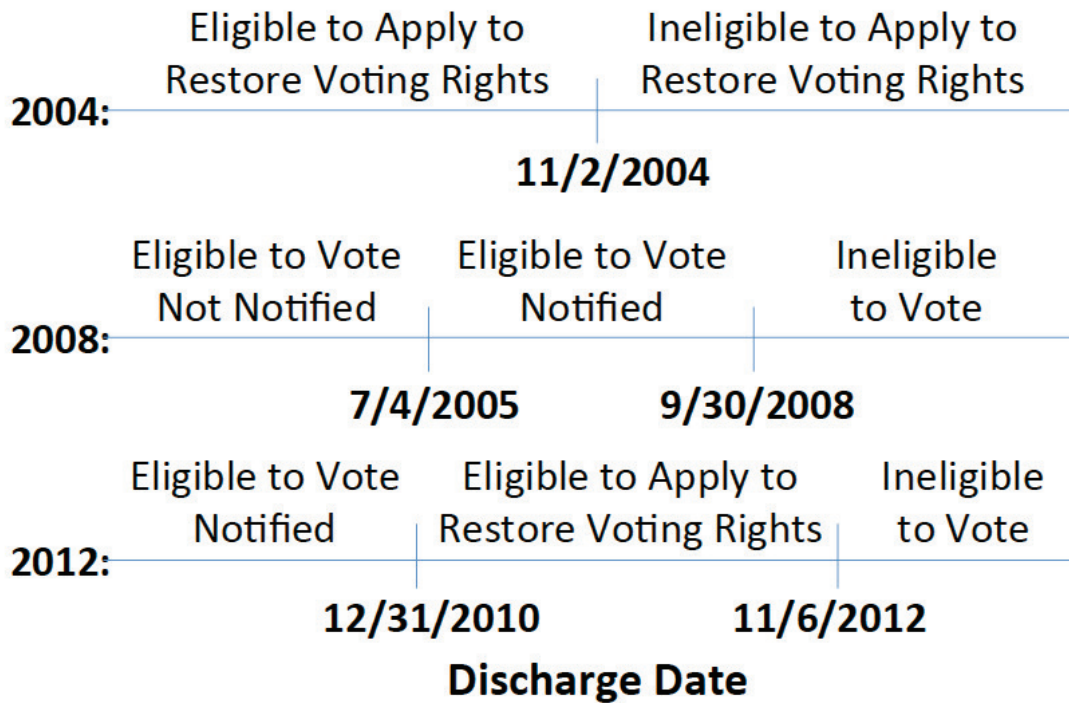 Eligible to Apply to
Restore Voting Rights
Ineligible to Apply to
Restore Voting Rights
2004:
11/2/2004
Eligible to Vote
Not Notified
Eligible to Vote
Notified
Ineligible
to Vote
2008:
7/4/2005
9/30/2008
Eligible to Vote
Notified
Eligible to Apply to
Restore Voting Rights
Ineligible
to Vote
2012:
12/31/2010
11/6/2012
Discharge Date